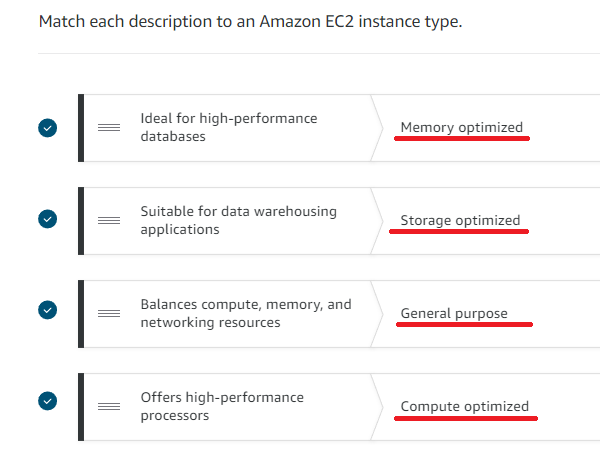 Match each description to an Amazon EC2 instance type.
Ideal for high-performance
databases
Memory optimized
Suitable for data warehousing
applications
Storage optimized
Balances compute, memory, and
networking resources
General purpose
Offers high-performance
processors
Compute optimized